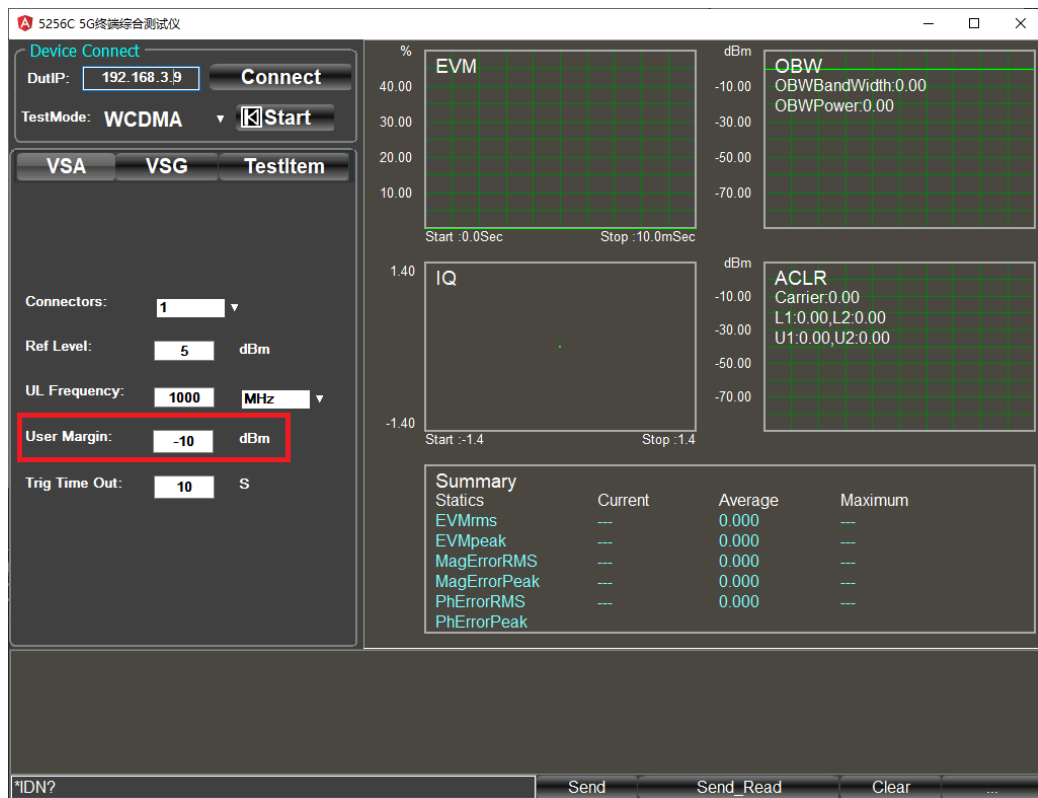 5256C 5G终端综合测试仪
Device Connect
DutIP: 192.168.3.9 Connect
TestMode: WCDMA Start
VSA VSG TestItem
Connectors: 1
Ref Level: 5 dBm
UL Frequency: 1000 MHz
User Margin: -10 dBm
Trig Time Out: 10 S
%
EVM
40.00
30.00
20.00
10.00
Start :0.0Sec Stop :10.0mSec
dBm
OBW
OBWBandWidth:0.00
OBWPower:0.00
-10.00
-30.00
-50.00
-70.00
1.40
IQ
-1.40
Start :-1.4 Stop :1.4
dBm
ACLR
Carrier:0.00
L1:0.00,L2:0.00
U1:0.00,U2:0.00
-10.00
-30.00
-50.00
-70.00
Summary
Statics Current Average Maximum
EVMrms --- 0.000 ---
EVMpeak --- 0.000 ---
MagErrorRMS --- 0.000 ---
MagErrorPeak --- 0.000 ---
PhErrorRMS --- 0.000 ---
PhErrorPeak
*IDN? Send Send_Read Clear ...